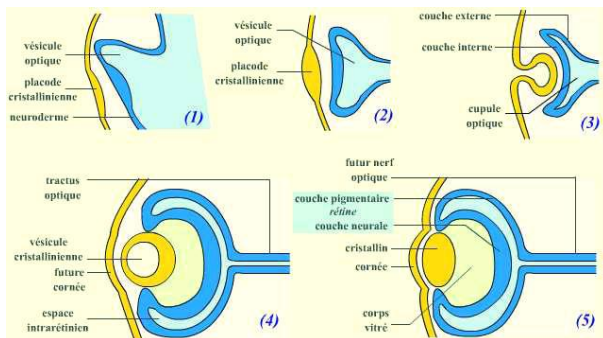 vésicule
optique
placode
cristallinienne
neuroderme
(1)
vésicule
optique
placode
cristallinienne
(2)
couche externe
couche interne
cupule
optique
(3)
tractus
optique
vésicule
cristallinienne
future
cornée
espace
intrarétinien
(4)
futur nerf
optique
couche pigmentaire
rétine
couche neurale
cristallin
cornée
corps
vitré
(5)